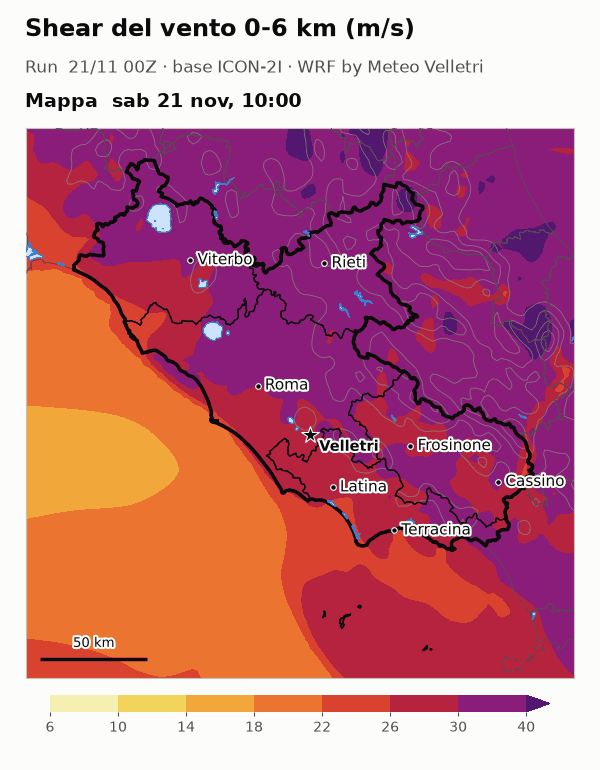 Shear del vento 0-6 km (m/s)
Run  21/11 00Z · base ICON-2I · WRF by Meteo Velletri
Mappa  sab 21 nov, 10:00
Viterbo
Rieti
Roma
Velletri
Frosinone
Cassino
Latina
Terracina
50 km
6 10 14 18 22 26 30 40